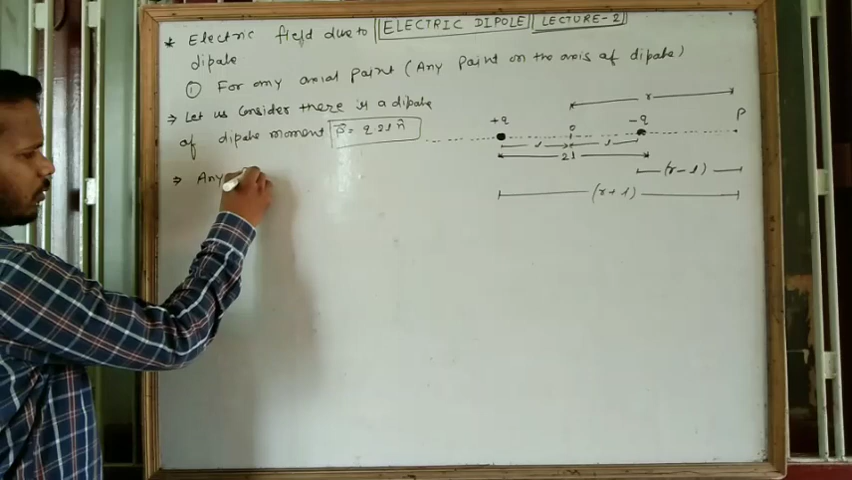 ELECTRIC DIPOLE LECTURE-2
* Electric field due to
dipole
① For any axial point (Any point on the axis of dipole)
⇒ Let us consider there is a dipole
of dipole moment p⃗ = q 2l n̂
⇒ Any
r
+q O -q P
l l
2l
(r-l)
(r+l)